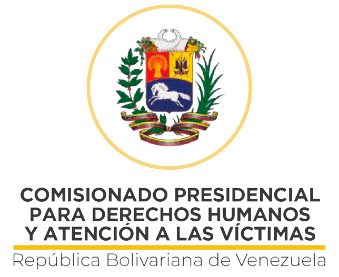 COMISIONADO PRESIDENCIAL
PARA DERECHOS HUMANOS
Y ATENCIÓN A LAS VÍCTIMAS
República Bolivariana de Venezuela